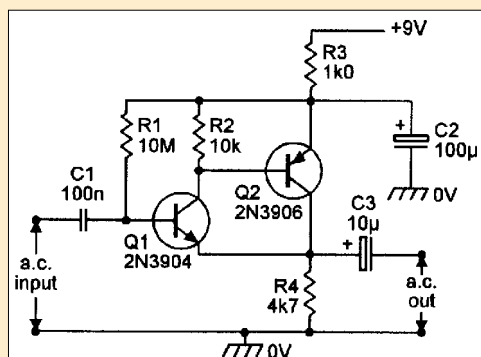 +9V
R3
1k0
R1
10M
R2
10k
C2
100µ
+
0V
C1
100n
Q2
2N3906
C3
10µ
+
Q1
2N3904
a.c.
input
R4
4k7
a.c.
out
0V